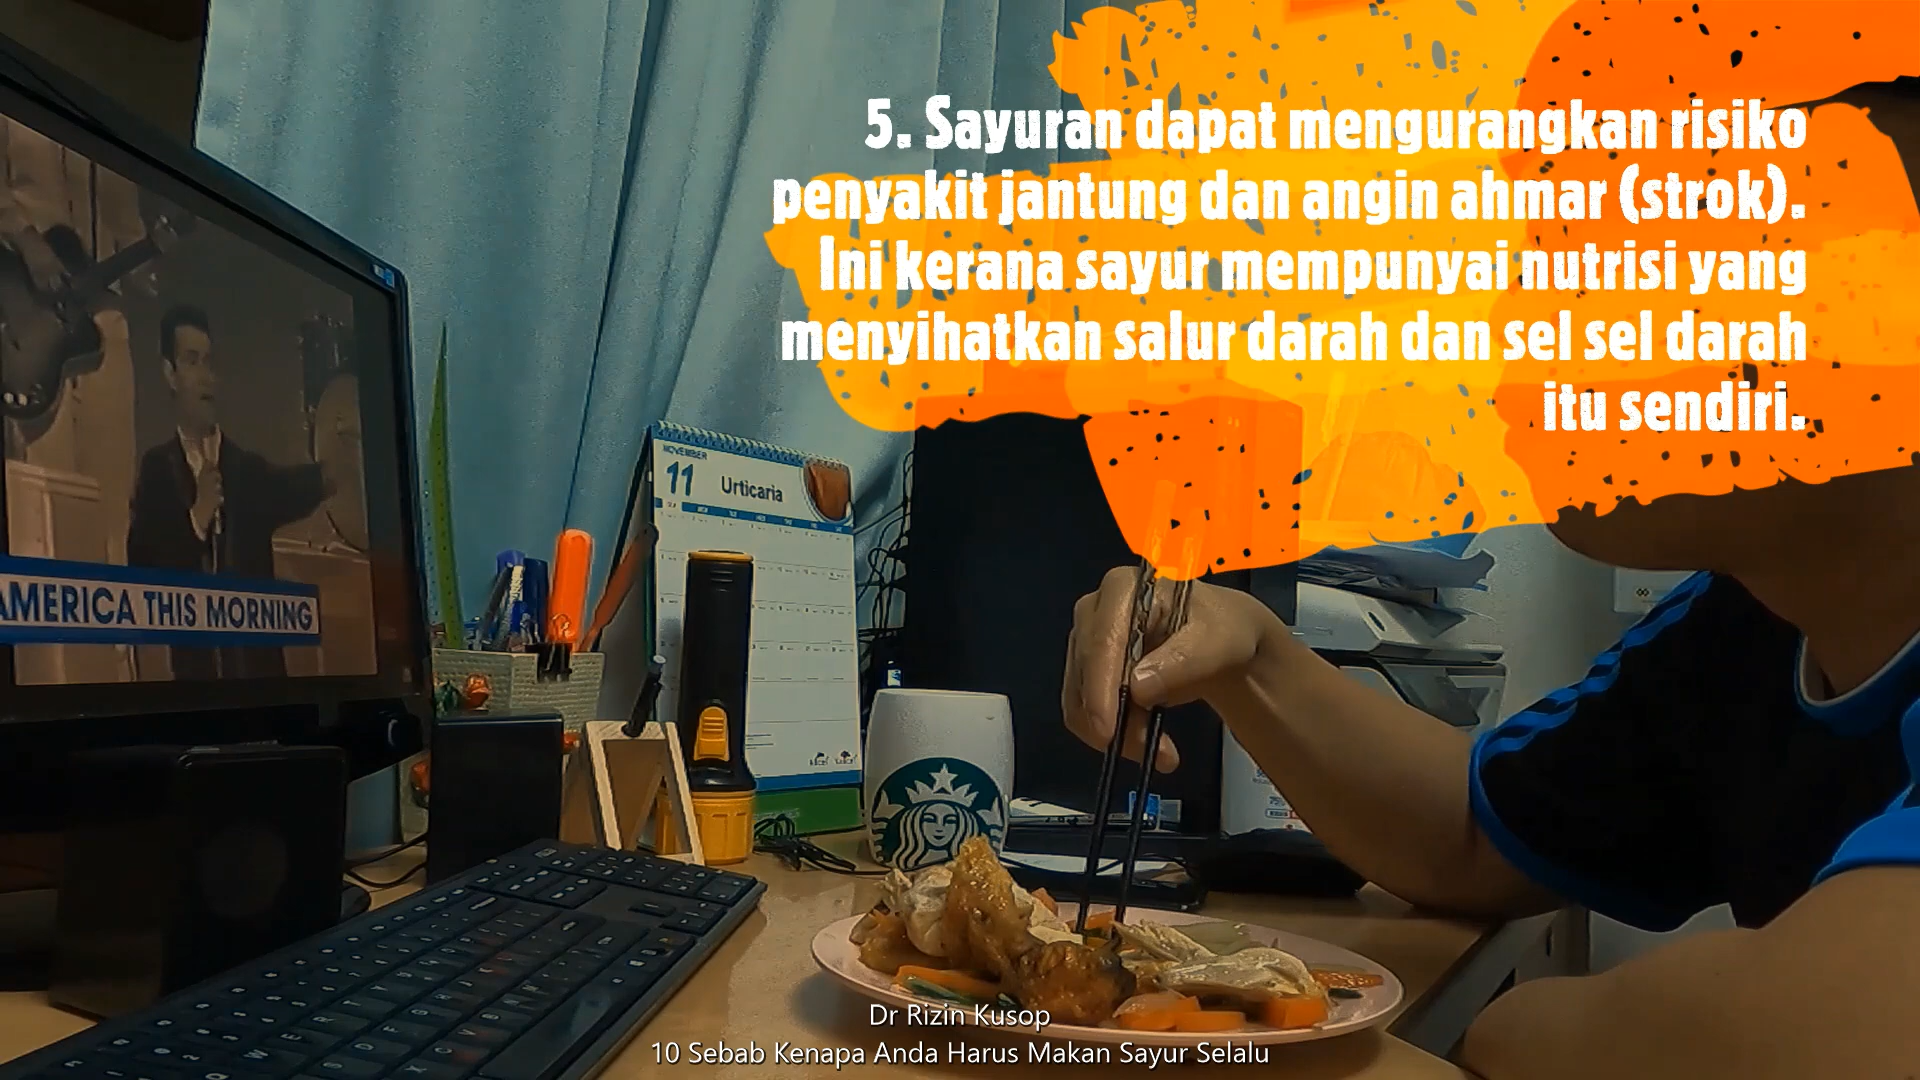 5. Sayuran dapat mengurangkan risiko
penyakit jantung dan angin ahmar (strok).
Ini kerana sayur mempunyai nutrisi yang
menyihatkan salur darah dan sel sel darah
itu sendiri.
NOVEMBER
11 Urticaria
AMERICA THIS MORNING
Dr Rizin Kusop
10 Sebab Kenapa Anda Harus Makan Sayur Selalu